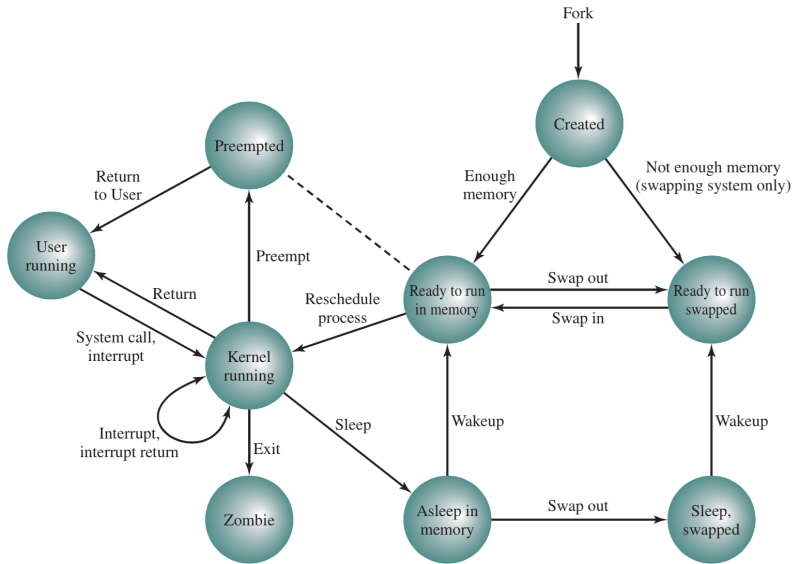 Fork
Created
Preempted
Enough
memory
Not enough memory
(swapping system only)
Return
to User
User
running
Preempt
Return
Reschedule
process
Ready to run
in memory
Swap out
Swap in
Ready to run
swapped
System call,
interrupt
Kernel
running
Sleep
Wakeup
Wakeup
Interrupt,
interrupt return
Exit
Zombie
Asleep in
memory
Swap out
Sleep,
swapped